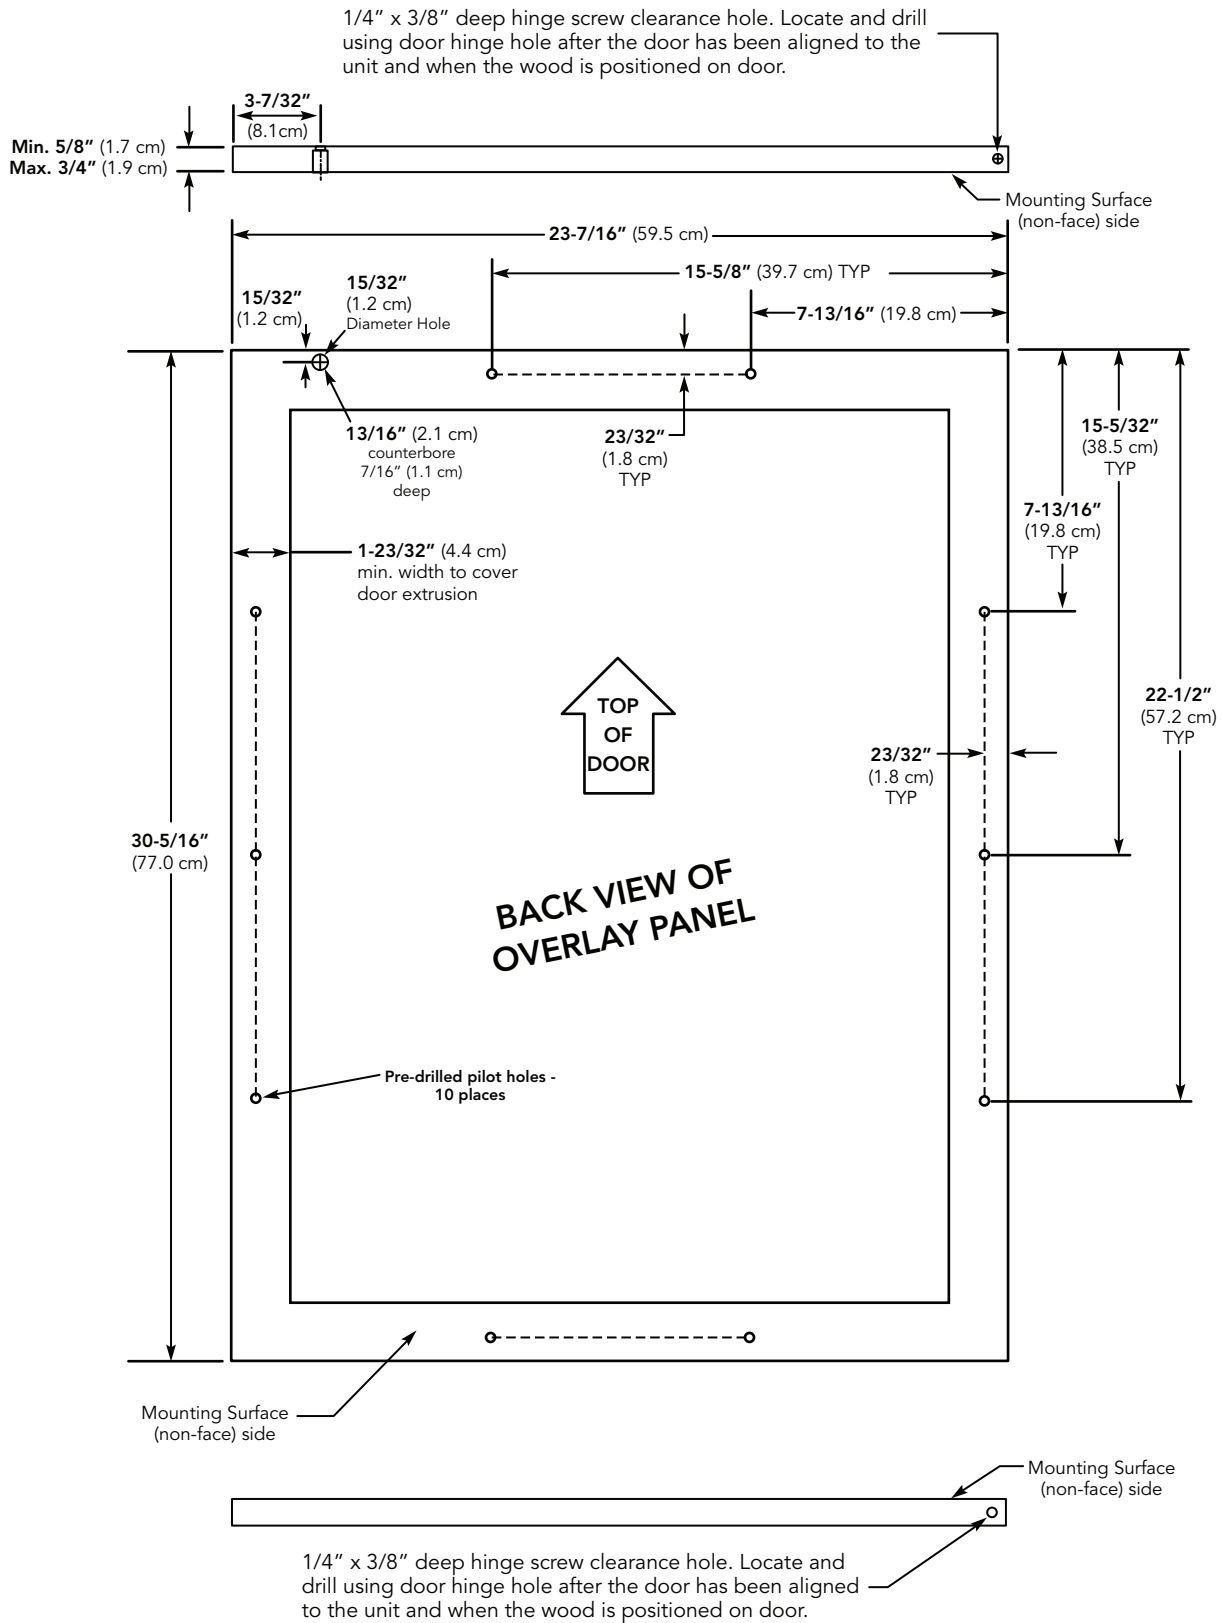 1/4” x 3/8” deep hinge screw clearance hole. Locate and drill
using door hinge hole after the door has been aligned to the
unit and when the wood is positioned on door.
3-7/32”
(8.1cm)
Min. 5/8” (1.7 cm)
Max. 3/4” (1.9 cm)
Mounting Surface
(non-face) side
23-7/16” (59.5 cm)
15-5/8” (39.7 cm) TYP
7-13/16” (19.8 cm)
15/32”
(1.2 cm)
15/32”
(1.2 cm)
Diameter Hole
13/16” (2.1 cm)
counterbore
7/16” (1.1 cm)
deep
23/32”
(1.8 cm)
TYP
15-5/32”
(38.5 cm)
TYP
7-13/16”
(19.8 cm)
TYP
1-23/32” (4.4 cm)
min. width to cover
door extrusion
TOP
OF
DOOR
22-1/2”
(57.2 cm)
TYP
23/32”
(1.8 cm)
TYP
30-5/16”
(77.0 cm)
BACK VIEW OF
OVERLAY PANEL
Pre-drilled pilot holes -
10 places
Mounting Surface
(non-face) side
Mounting Surface
(non-face) side
1/4” x 3/8” deep hinge screw clearance hole. Locate and
drill using door hinge hole after the door has been aligned
to the unit and when the wood is positioned on door.